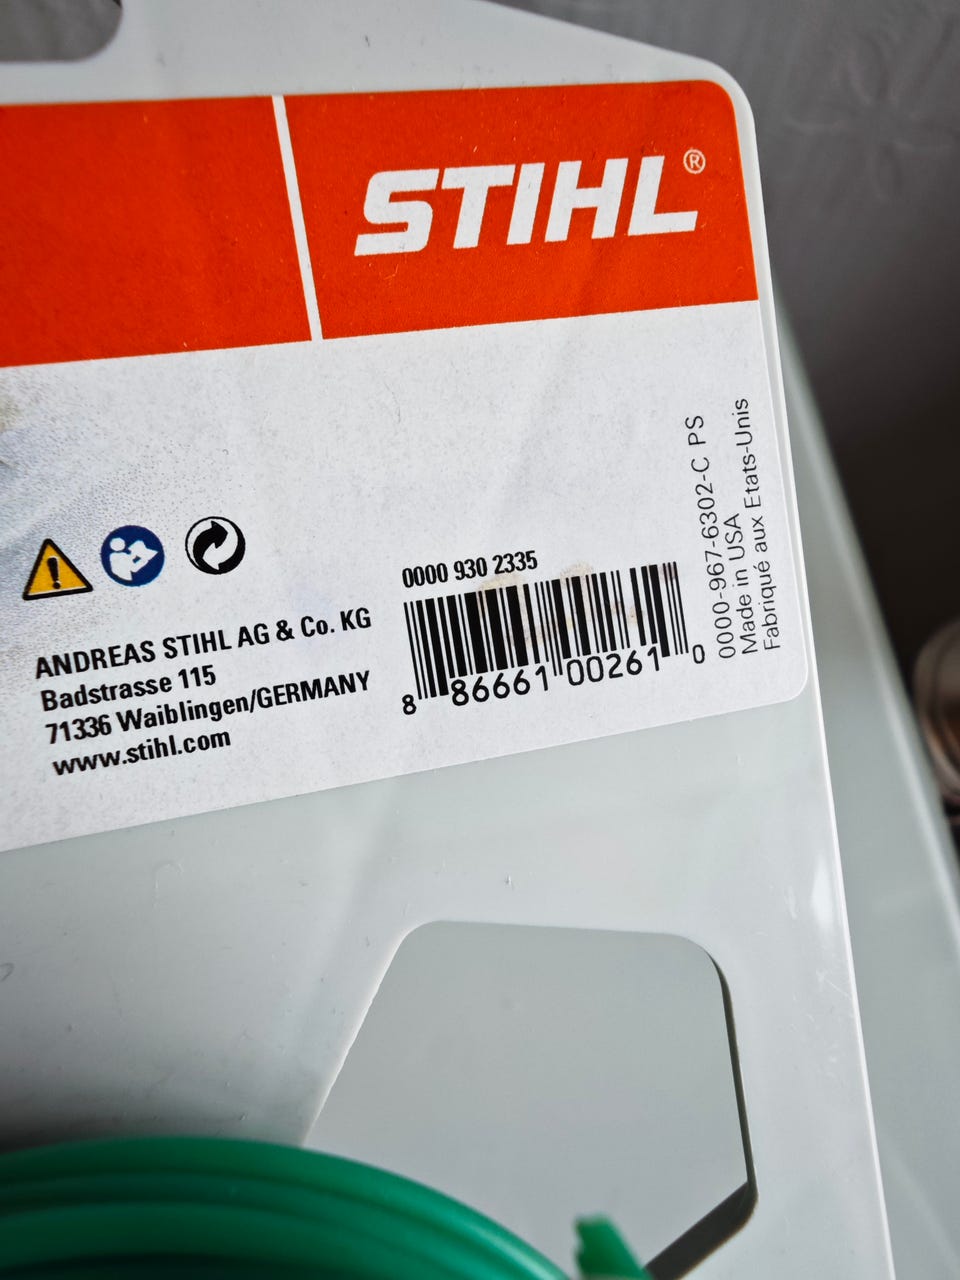 STIHL®
0000 930 2335
8 86661 00261 0
ANDREAS STIHL AG & Co. KG
Badstrasse 115
71336 Waiblingen/GERMANY
www.stihl.com
0000-967-6302-C PS
Made in USA
Fabriqué aux Etats-Unis